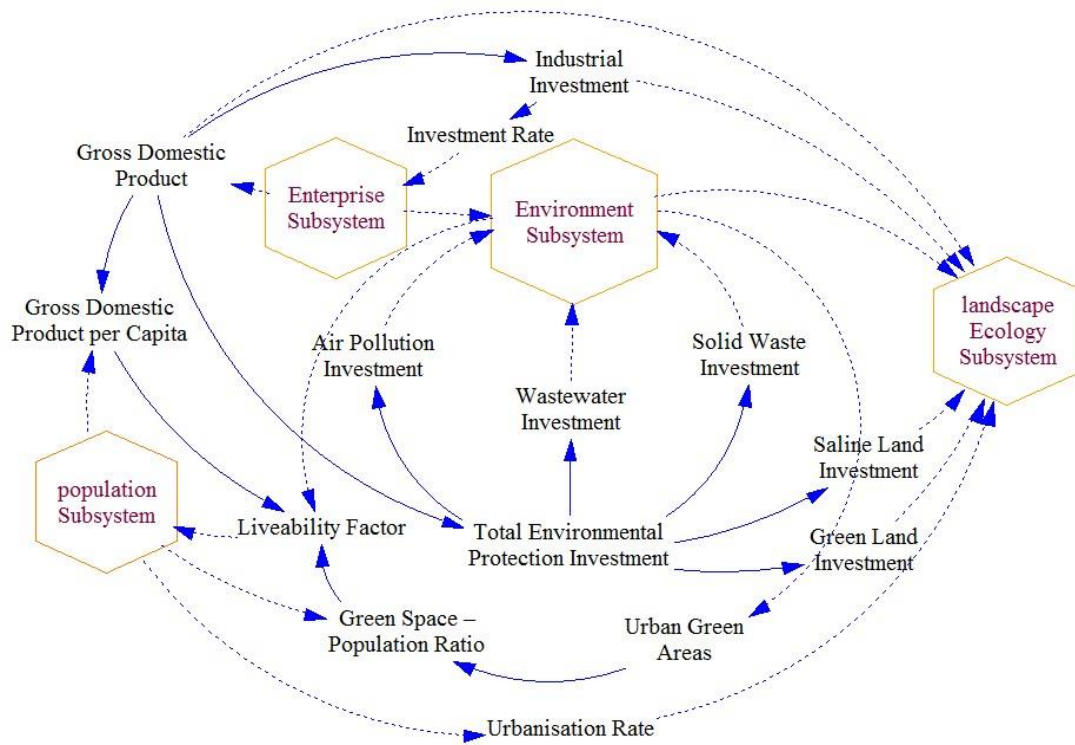 Industrial
Investment
Investment Rate
Gross Domestic
Product
Enterprise
Subsystem
Environment
Subsystem
landscape
Ecology
Subsystem
Gross Domestic
Product per Capita
Air Pollution
Investment
Wastewater
Investment
Solid Waste
Investment
Saline Land
Investment
population
Subsystem
Liveability Factor
Total Environmental
Protection Investment
Green Land
Investment
Green Space –
Population Ratio
Urban Green
Areas
Urbanisation Rate